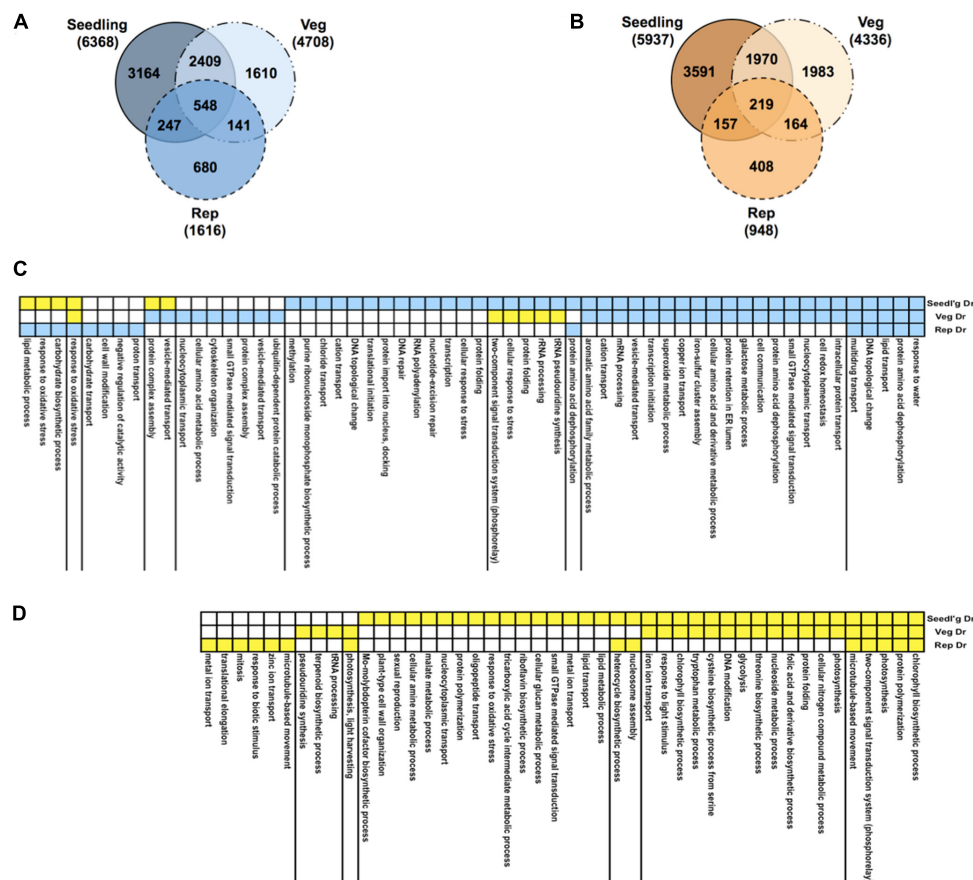 A
Seedling
(6368)
Veg
(4708)
3164
2409
1610
548
247
141
680
Rep
(1616)
B
Seedling
(5937)
Veg
(4336)
3591
1970
1983
219
157
164
408
Rep
(948)
C
Seedl'g Dr
Veg Dr
Rep Dr
lipid metabolic process
response to oxidative stress
carbohydrate biosynthetic process
response to oxidative stress
carbohydrate transport
cell wall modification
negative regulation of catalytic activity
proton transport
protein complex assembly
vesicle-mediated transport
nucleocytoplasmic transport
cellular amino acid metabolic process
cytoskeleton organization
small GTPase mediated signal transduction
protein complex assembly
vesicle-mediated transport
ubiquitin-dependent protein catabolic process
methylation
purine ribonucleoside monophosphate biosynthetic process
chloride transport
cation transport
DNA topological change
translational initiation
protein import into nucleus, docking
DNA repair
RNA polyadenylation
nucleotide-excision repair
transcription
cellular response to stress
protein folding
two-component signal transduction system (phosphorelay)
cellular response to stress
protein folding
rRNA processing
tRNA pseudouridine synthesis
protein amino acid dephosphorylation
aromatic amino acid family metabolic process
cation transport
mRNA processing
vesicle-mediated transport
transcription initiation
superoxide metabolic process
copper ion transport
iron-sulfur cluster assembly
cellular amino acid and derivative metabolic process
protein retention in ER lumen
galactose metabolic process
cell communication
protein amino acid dephosphorylation
small GTPase mediated signal transduction
nucleocytoplasmic transport
cell redox homeostasis
intracellular protein transport
multidrug transport
DNA topological change
lipid transport
protein amino acid dephosphorylation
response to water
D
Seedl'g Dr
Veg Dr
Rep Dr
metal ion transport
translational elongation
mitosis
response to biotic stimulus
zinc ion transport
microtubule-based movement
pseudouridine synthesis
terpenoid biosynthetic process
tRNA processing
photosynthesis, light harvesting
Mo-molybdopterin cofactor biosynthetic process
plant-type cell wall organization
sexual reproduction
cellular amine metabolic process
malate metabolic process
nucleocytoplasmic transport
protein polymerization
oligopeptide transport
response to oxidative stress
tricarboxylic acid cycle intermediate metabolic process
riboflavin biosynthetic process
cellular glucan metabolic process
small GTPase mediated signal transduction
metal ion transport
lipid transport
lipid metabolic process
heterocycle biosynthetic process
nucleosome assembly
iron ion transport
response to light stimulus
chlorophyll biosynthetic process
tryptophan metabolic process
cysteine biosynthetic process from serine
DNA modification
glycolysis
threonine biosynthetic process
nucleoside metabolic process
folic acid and derivative biosynthetic process
protein folding
cellular nitrogen compound metabolic process
photosynthesis
microtubule-based movement
two-component signal transduction system (phosphorelay
photosynthesis
protein polymerization
chlorophyll biosynthetic process